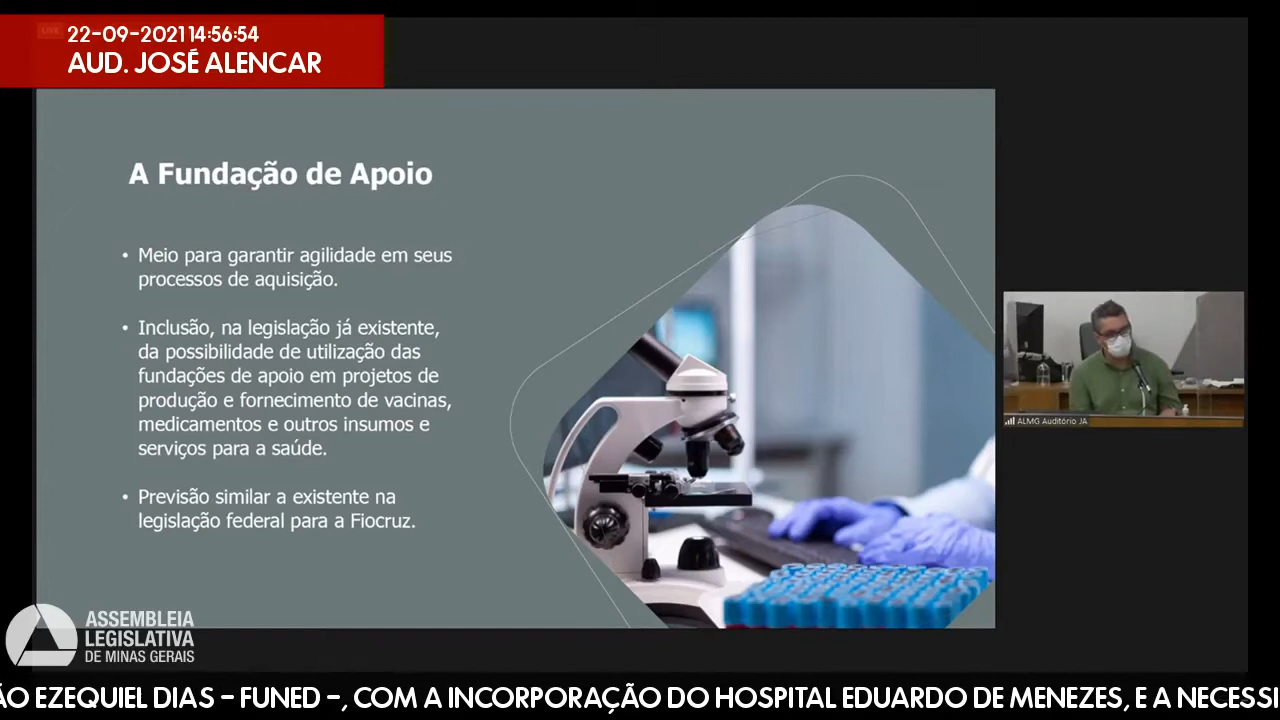 LIVE
22-09-2021 14:56:54
AUD. JOSÉ ALENCAR
A Fundação de Apoio
• Meio para garantir agilidade em seus
processos de aquisição.
• Inclusão, na legislação já existente,
da possibilidade de utilização das
fundações de apoio em projetos de
produção e fornecimento de vacinas,
medicamentos e outros insumos e
serviços para a saúde.
• Previsão similar a existente na
legislação federal para a Fiocruz.
ALMG Auditório JA
ASSEMBLEIA
LEGISLATIVA
DE MINAS GERAIS
ÃO EZEQUIEL DIAS – FUNED –, COM A INCORPORAÇÃO DO HOSPITAL EDUARDO DE MENEZES, E A NECESSI